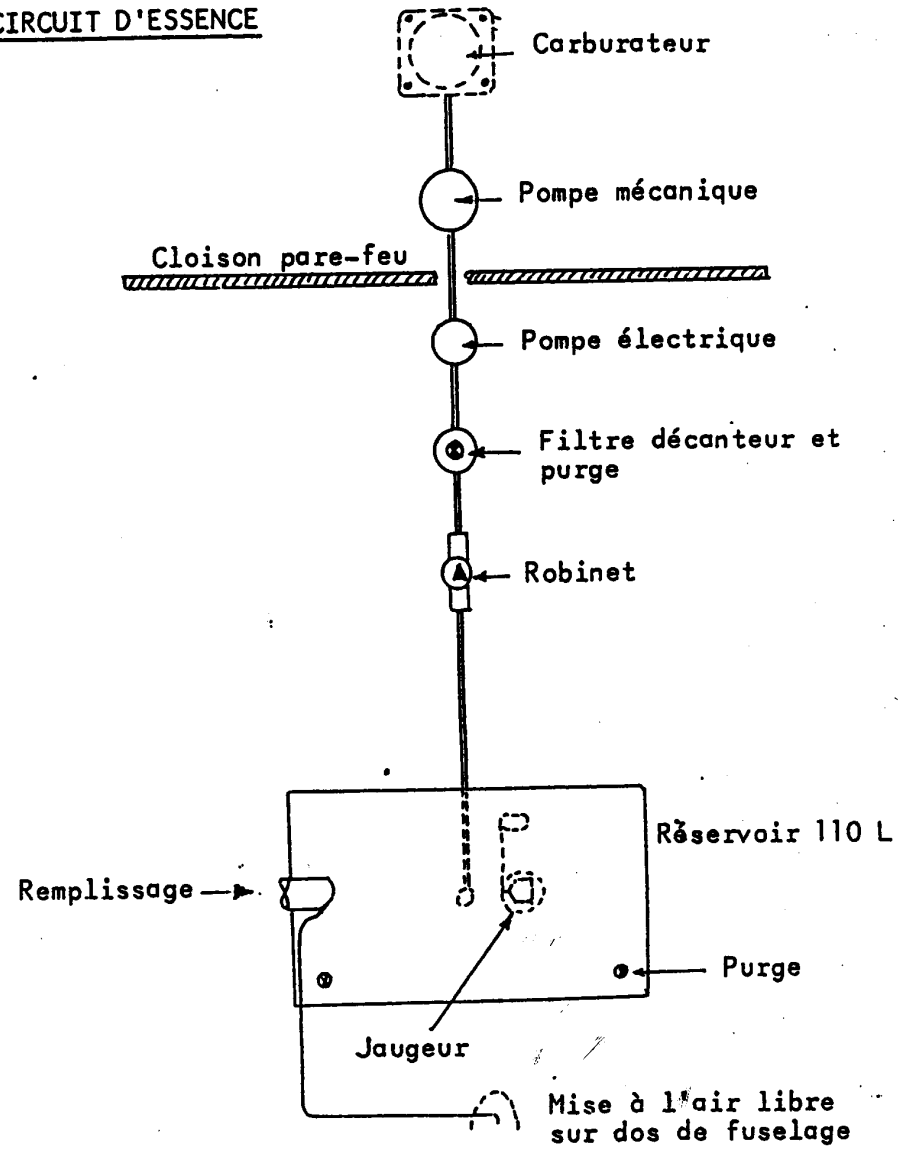 CIRCUIT D'ESSENCE
Carburateur
Pompe mécanique
Cloison pare-feu
Pompe électrique
Filtre décanteur et
purge
Robinet
Réservoir 110 L
Remplissage
Purge
Jaugeur
Mise à l'air libre
sur dos de fuselage